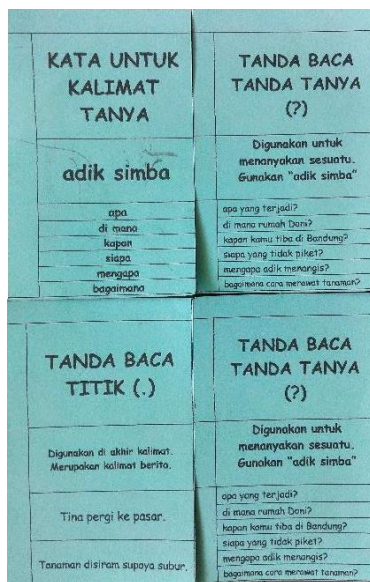 KATA UNTUK
KALIMAT
TANYA
adik simba
apa
di mana
kapan
siapa
mengapa
bagaimana
TANDA BACA
TANDA TANYA
(?)
Digunakan untuk
menanyakan sesuatu.
Gunakan "adik simba"
apa yang terjadi?
di mana rumah Doni?
kapan kamu tiba di Bandung?
siapa yang tidak piket?
mengapa adik menangis?
bagaimana cara merawat tanaman?
TANDA BACA
TITIK (.)
Digunakan di akhir kalimat.
Merupakan kalimat berita.
Tina pergi ke pasar.
Tanaman disiram supaya subur.
TANDA BACA
TANDA TANYA
(?)
Digunakan untuk
menanyakan sesuatu.
Gunakan "adik simba"
apa yang terjadi?
di mana rumah Doni?
kapan kamu tiba di Bandung?
siapa yang tidak piket?
mengapa adik menangis?
bagaimana cara merawat tanaman?